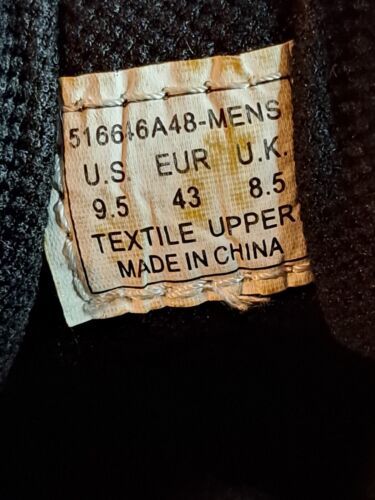 516646A48-MENS
U.S. EUR U.K.
9.5 43 8.5
TEXTILE UPPER
MADE IN CHINA